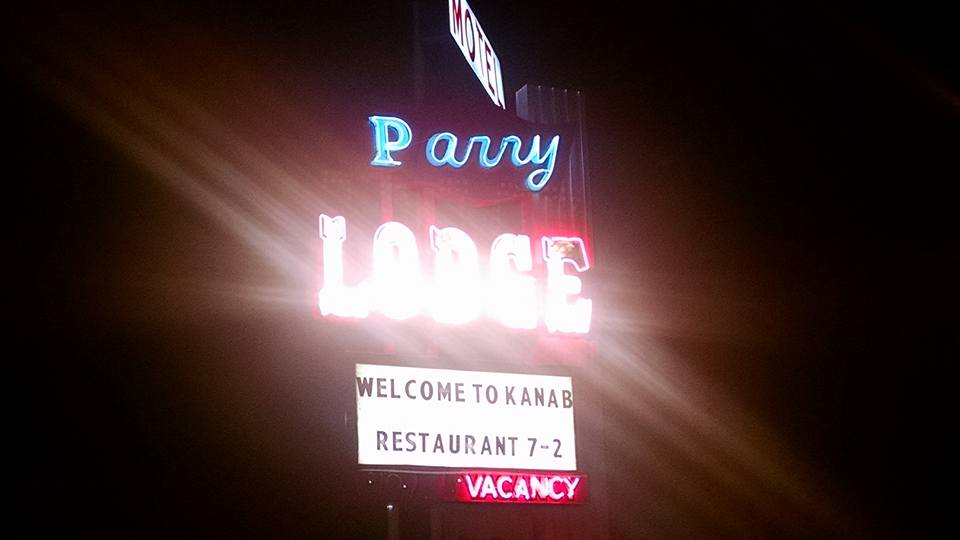 MOTEL
Parry
LODGE
WELCOME TO KANAB
RESTAURANT 7-2
VACANCY